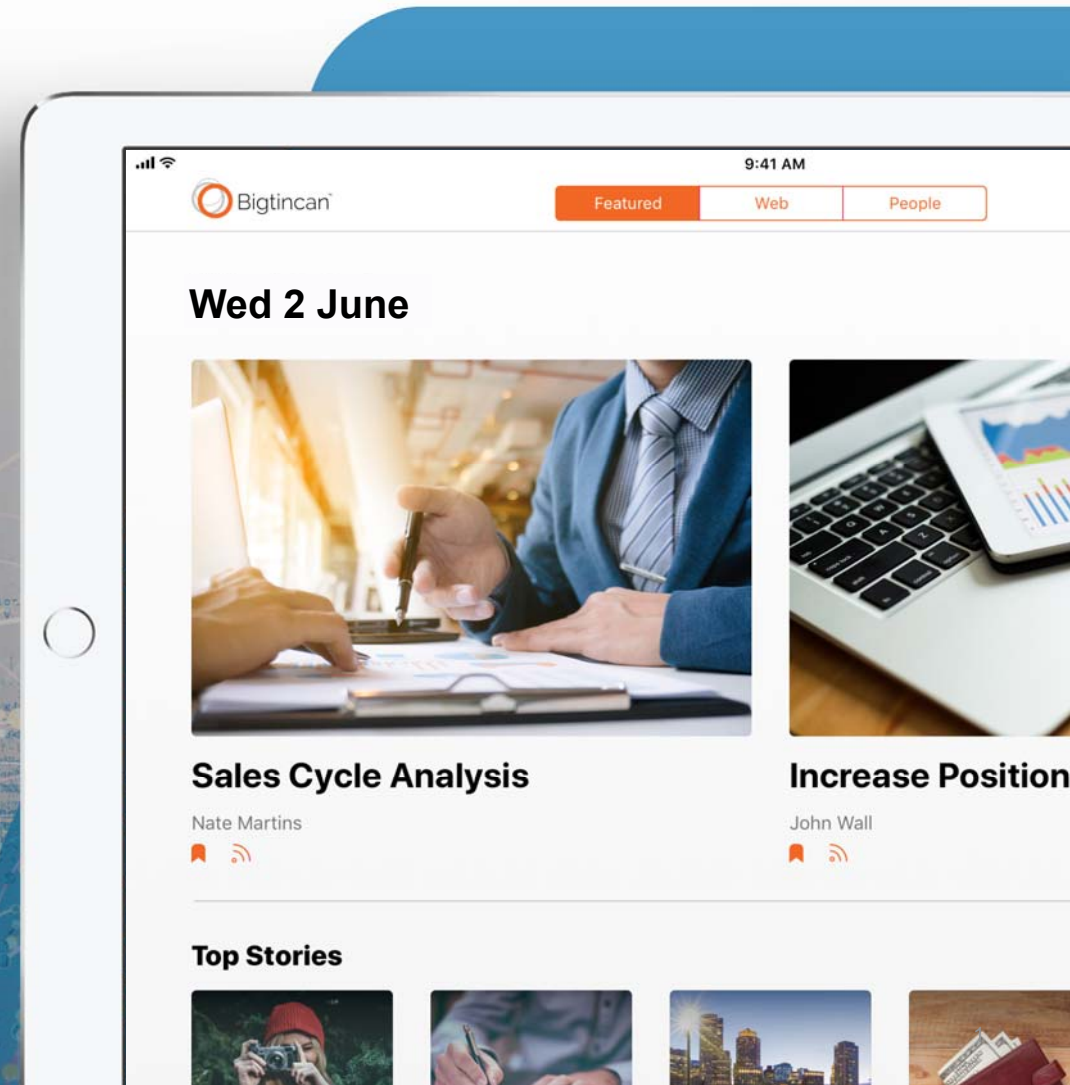 9:41 AM
Bigtincan™
Featured
Web
People
Wed 2 June
Sales Cycle Analysis
Nate Martins
Increase Position
John Wall
Top Stories